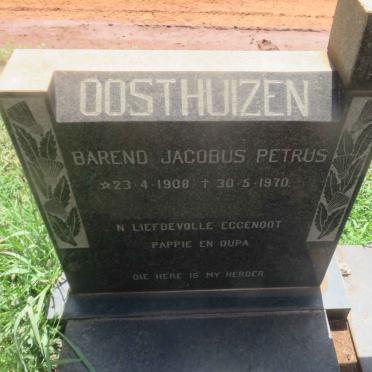 OOSTHUIZEN
BAREND JACOBUS PETRUS
☆23-4-1908 † 30-5-1970
N LIEFDEVOLLE EGGENOOT
PAPPIE EN OUPA
DIE HERE IS MY HERDER